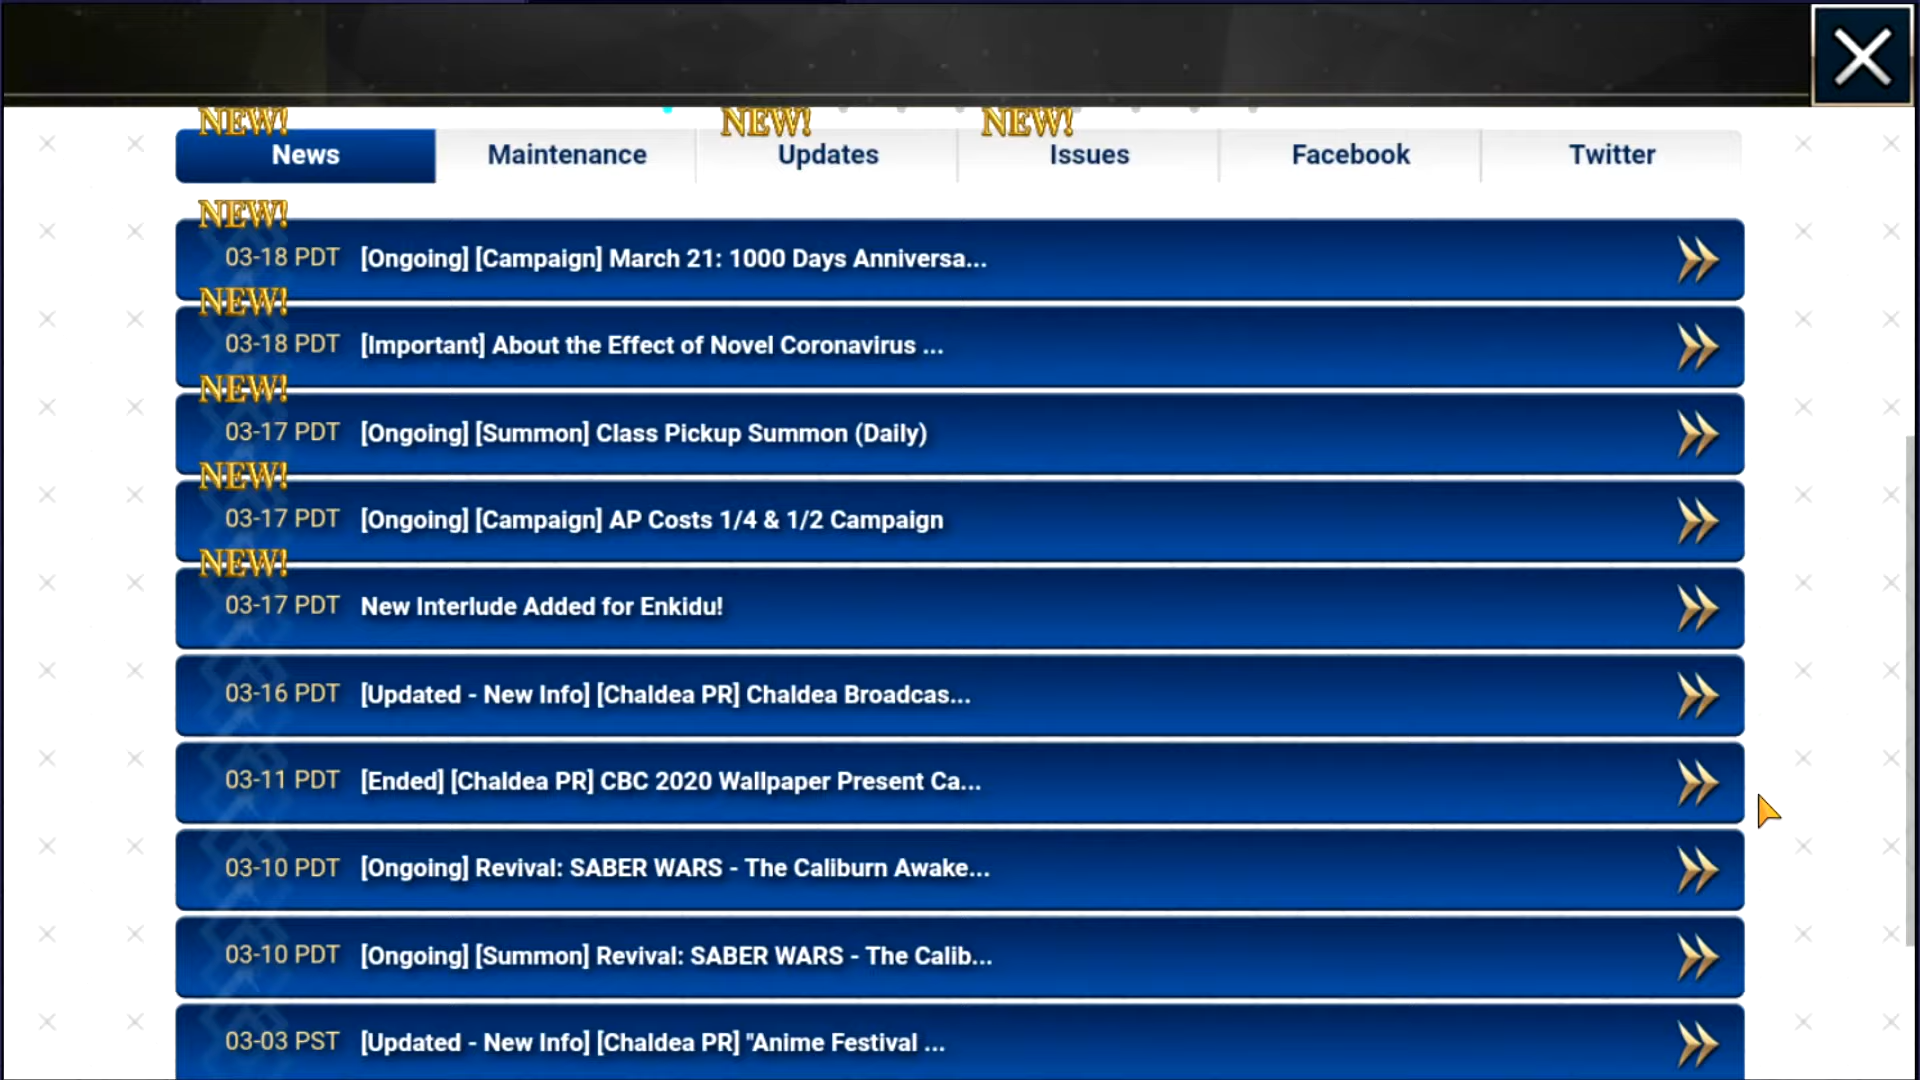 NEW! NEW! NEW!
News Maintenance Updates Issues Facebook Twitter
NEW!
03-18 PDT [Ongoing] [Campaign] March 21: 1000 Days Anniversa...
NEW!
03-18 PDT [Important] About the Effect of Novel Coronavirus ...
NEW!
03-17 PDT [Ongoing] [Summon] Class Pickup Summon (Daily)
NEW!
03-17 PDT [Ongoing] [Campaign] AP Costs 1/4 & 1/2 Campaign
NEW!
03-17 PDT New Interlude Added for Enkidu!
03-16 PDT [Updated - New Info] [Chaldea PR] Chaldea Broadcas...
03-11 PDT [Ended] [Chaldea PR] CBC 2020 Wallpaper Present Ca...
03-10 PDT [Ongoing] Revival: SABER WARS - The Caliburn Awake...
03-10 PDT [Ongoing] [Summon] Revival: SABER WARS - The Calib...
03-03 PST [Updated - New Info] [Chaldea PR] "Anime Festival ...